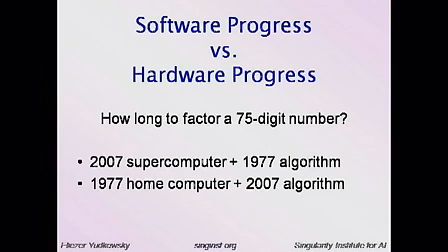 Software Progress
vs.
Hardware Progress
How long to factor a 75-digit number?
• 2007 supercomputer + 1977 algorithm
• 1977 home computer + 2007 algorithm
Eliezer Yudkowsky singinst.org Singularity Institute for AI